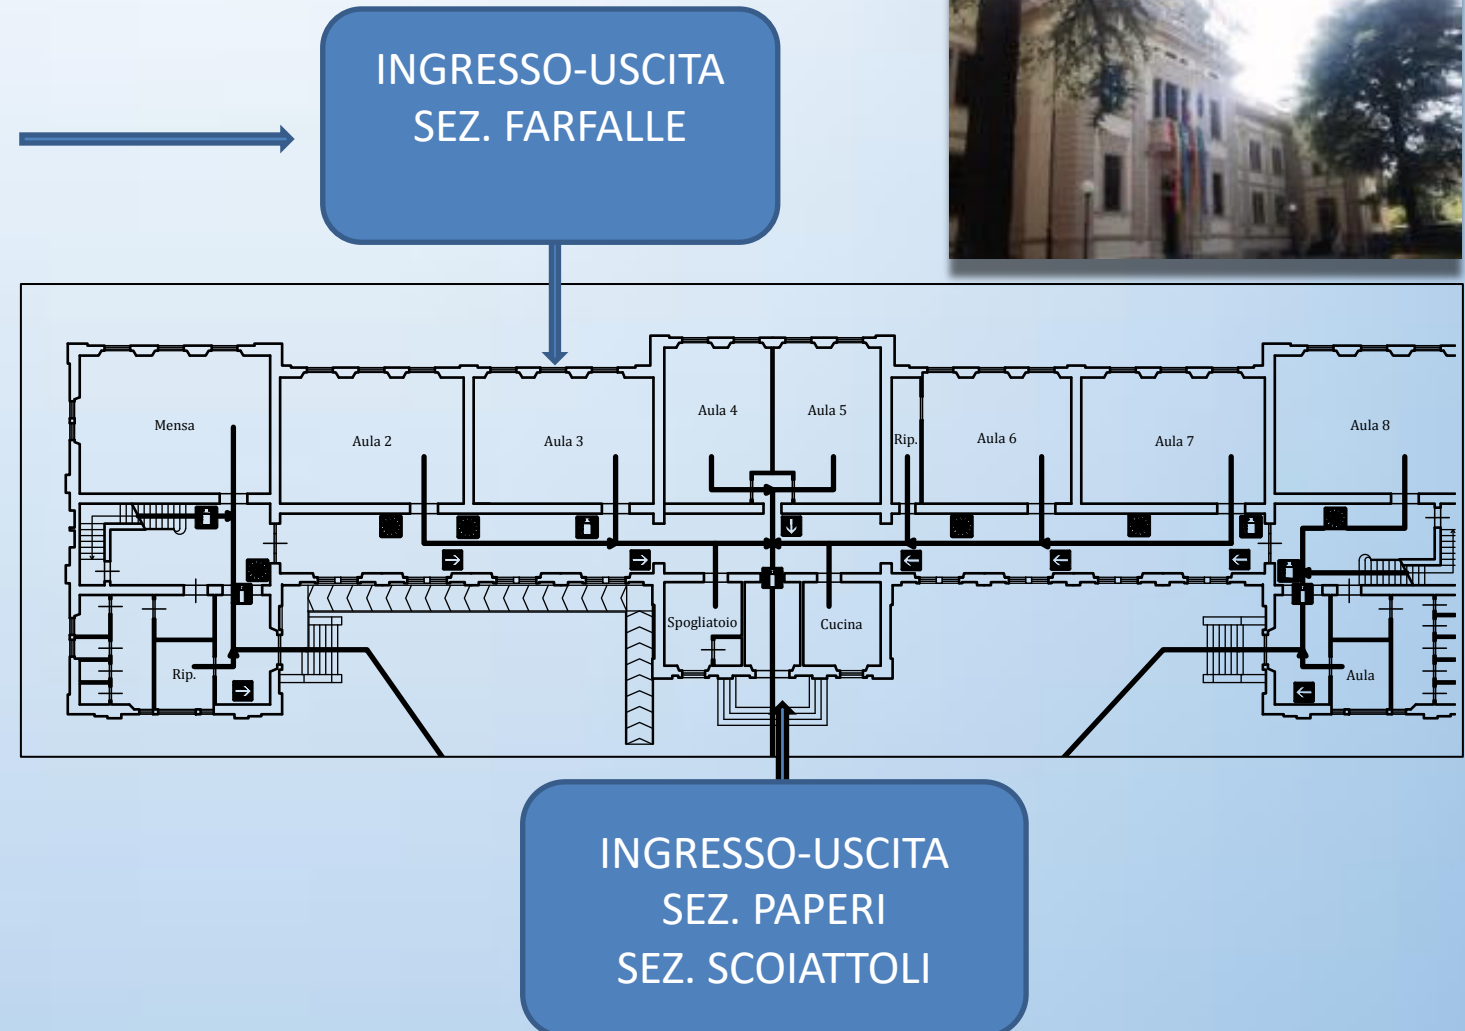 INGRESSO-USCITA
SEZ. FARFALLE
Mensa
Aula 2
Aula 3
Aula 4
Aula 5
Rip.
Aula 6
Aula 7
Aula 8
Rip.
Spogliatoio
Cucina
Aula
INGRESSO-USCITA
SEZ. PAPERI
SEZ. SCOIATTOLI